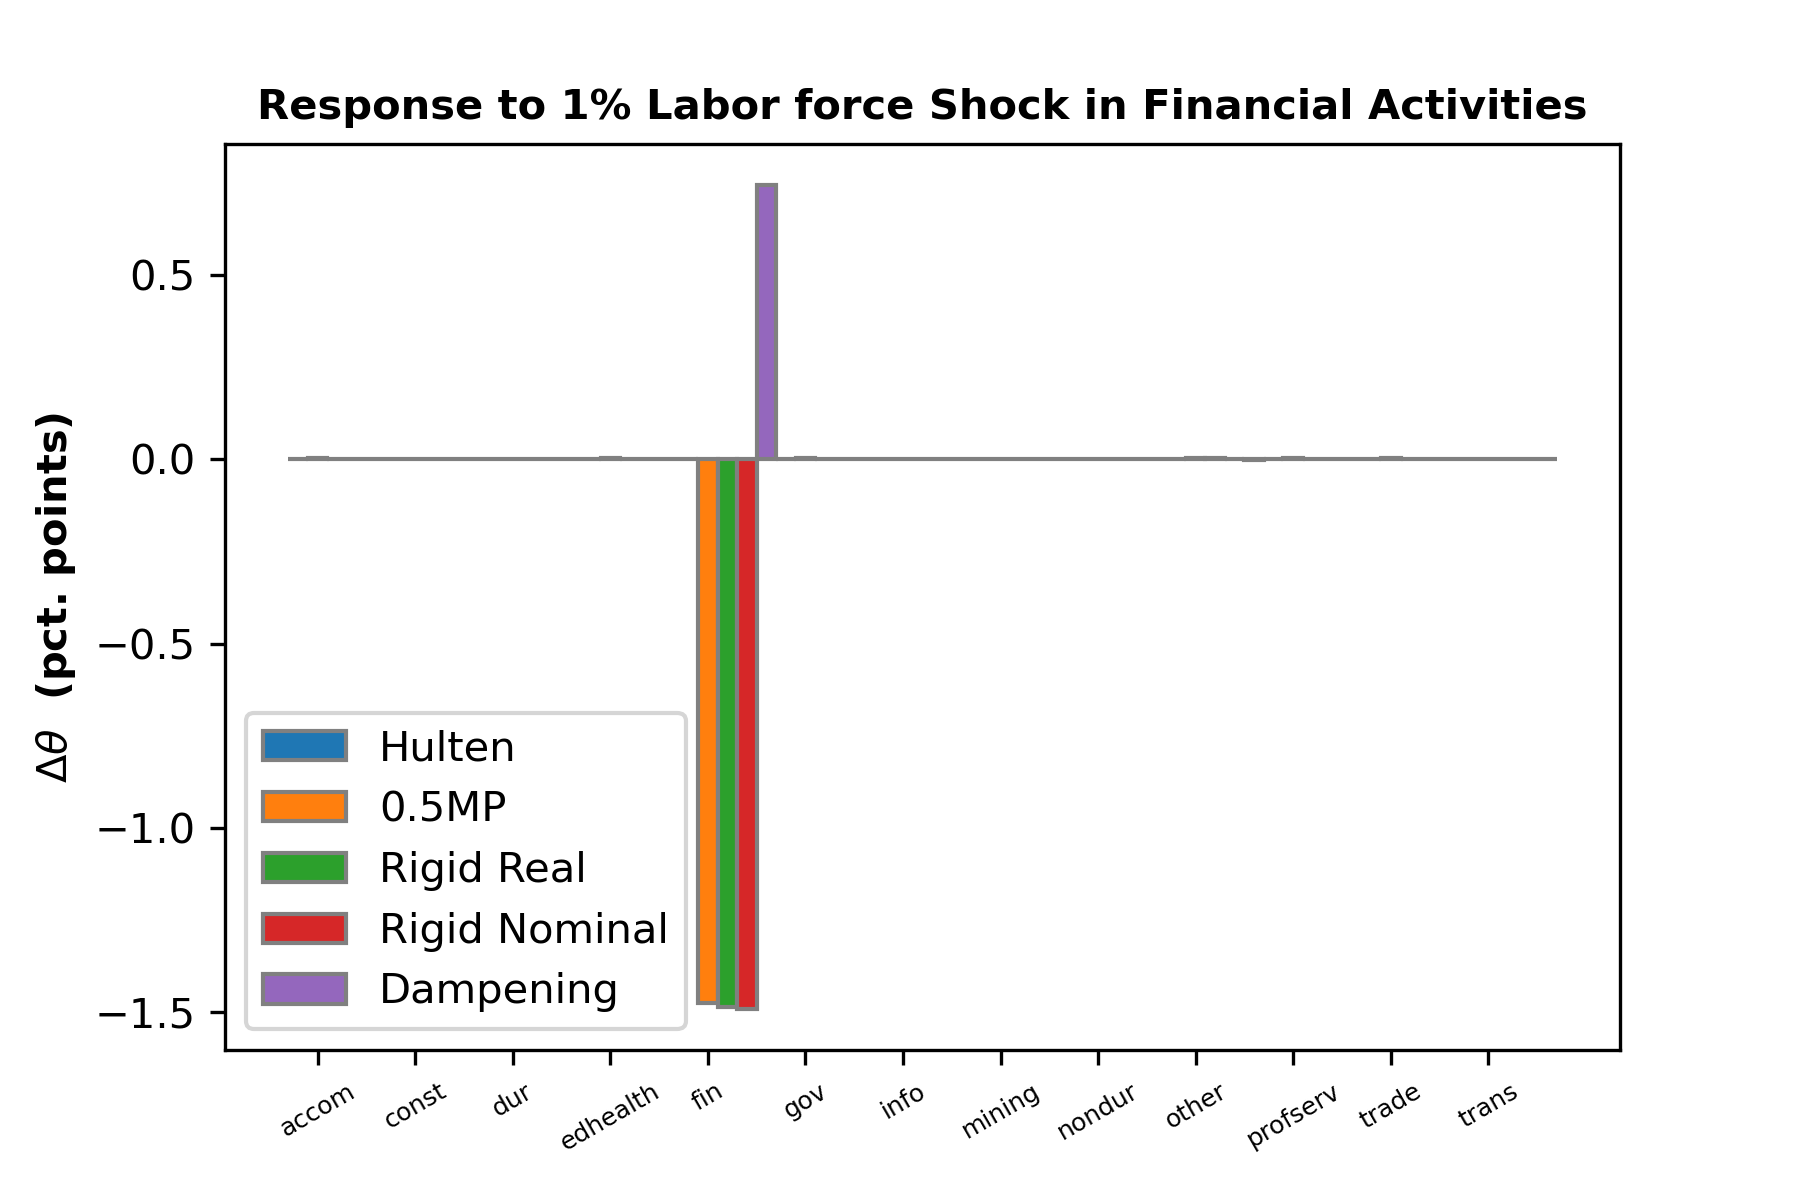 Response to 1% Labor force Shock in Financial Activities
Δθ (pct. points)
0.5
0.0
−0.5
−1.0
−1.5
Hulten
0.5MP
Rigid Real
Rigid Nominal
Dampening
accom const dur edhealth fin gov info mining nondur other profserv trade trans